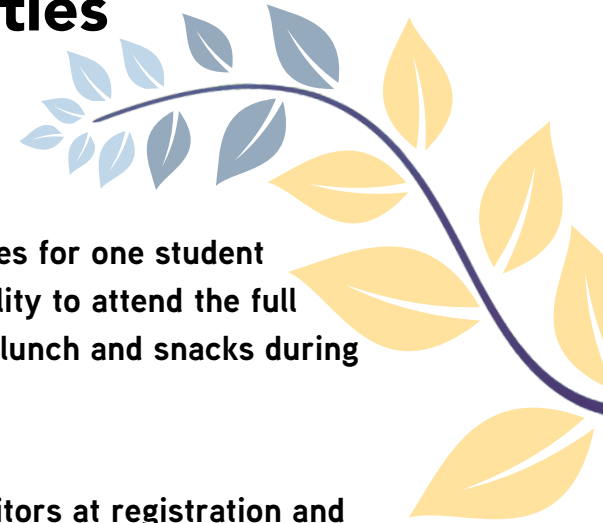 ties
es for one student
lity to attend the full
lunch and snacks during
itors at registration and